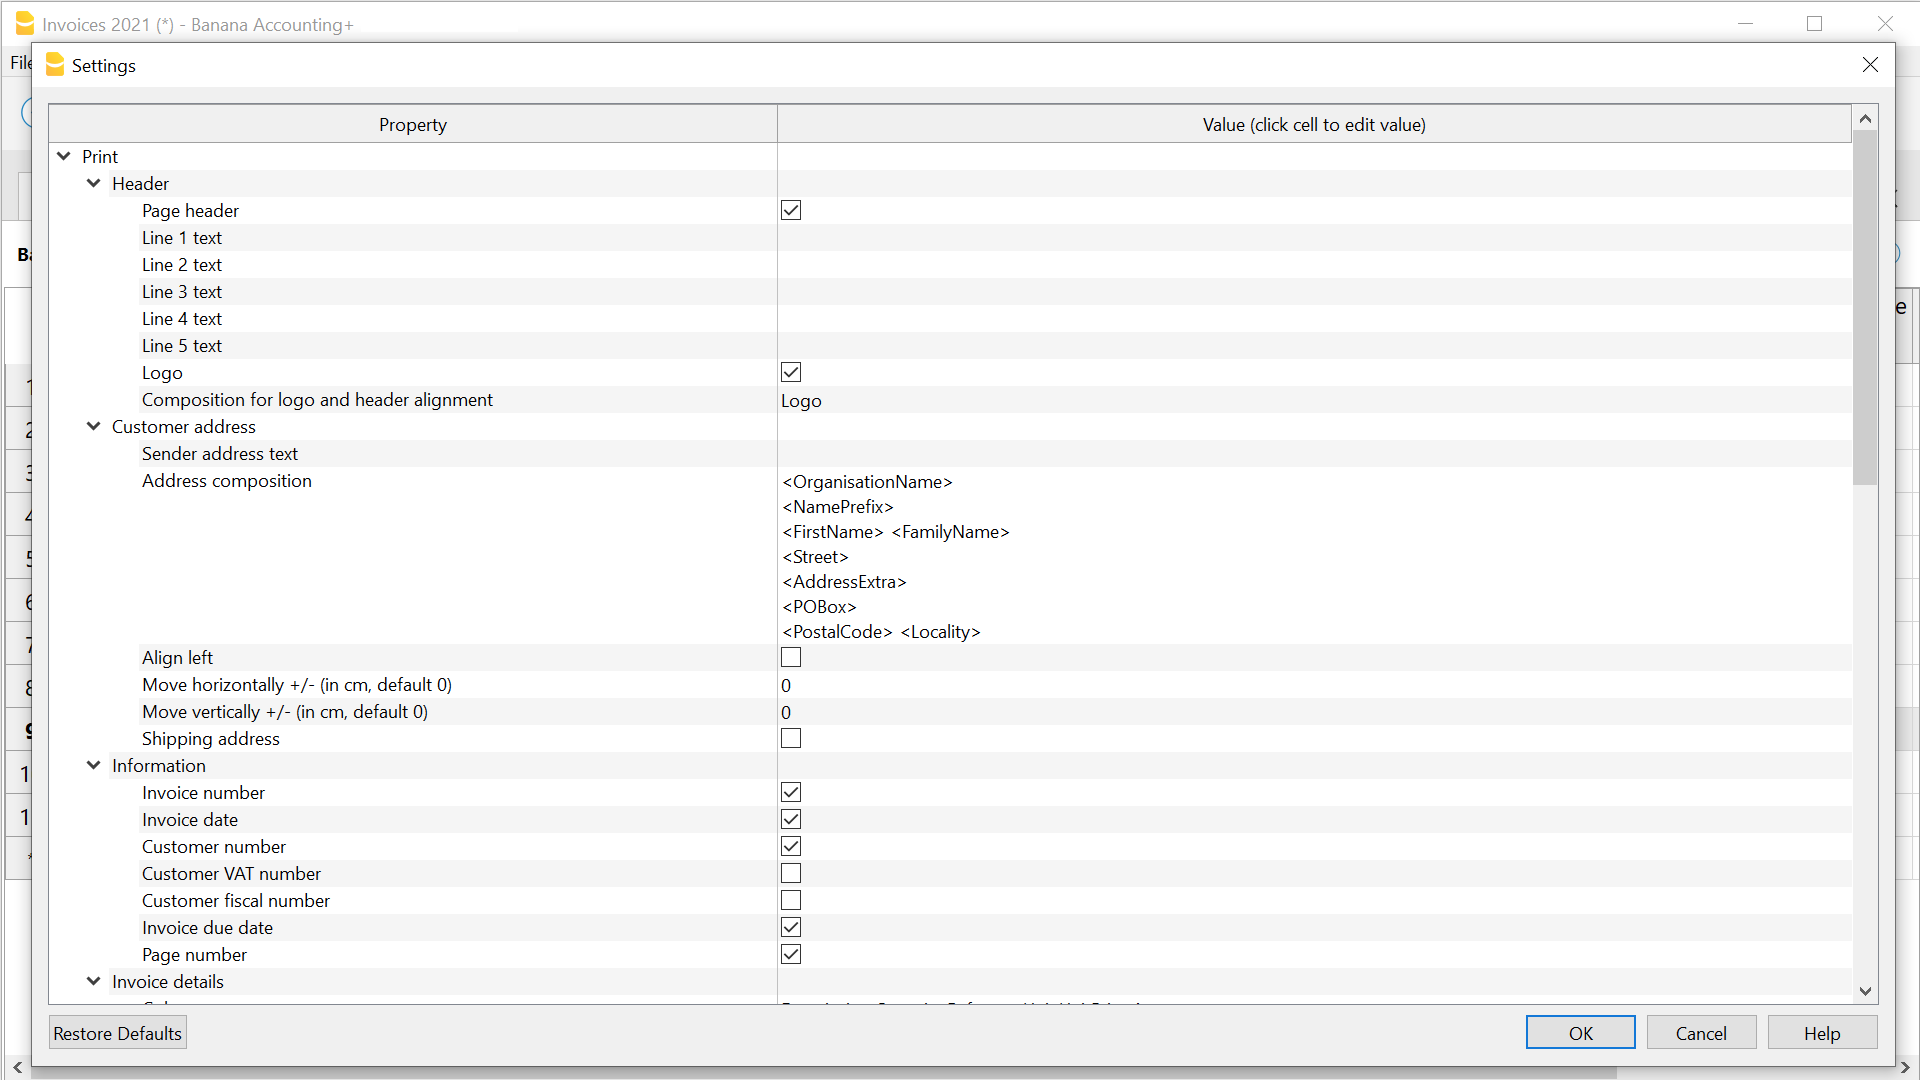 Invoices 2021 (*) - Banana Accounting+
File
Settings
Property
Value (click cell to edit value)
Print
Header
Page header
Line 1 text
Line 2 text
Line 3 text
Line 4 text
Line 5 text
Logo
Composition for logo and header alignment
Logo
Customer address
Sender address text
Address composition
<OrganisationName>
<NamePrefix>
<FirstName> <FamilyName>
<Street>
<AddressExtra>
<POBox>
<PostalCode> <Locality>
Align left
Move horizontally +/- (in cm, default 0)
0
Move vertically +/- (in cm, default 0)
0
Shipping address
Information
Invoice number
Invoice date
Customer number
Customer VAT number
Customer fiscal number
Invoice due date
Page number
Invoice details
Restore Defaults
OK
Cancel
Help